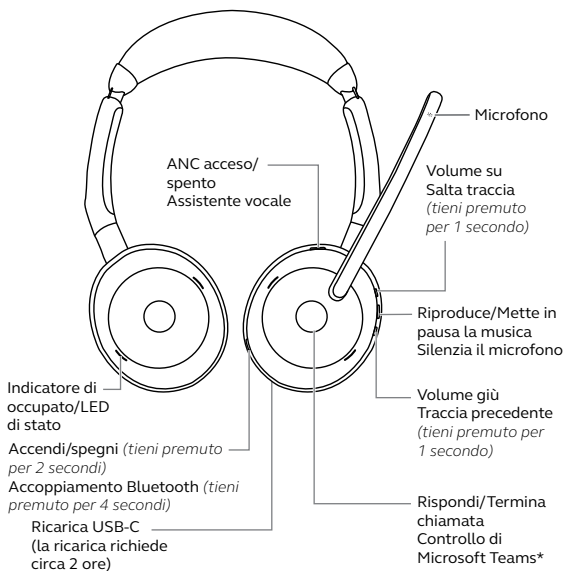 Microfono
ANC acceso/
spento
Assistente vocale
Volume su
Salta traccia
(tieni premuto
per 1 secondo)
Riproduce/Mette in
pausa la musica
Silenzia il microfono
Indicatore di
occupato/LED
di stato
Volume giù
Traccia precedente
(tieni premuto per
1 secondo)
Accendi/spegni (tieni premuto
per 2 secondi)
Accoppiamento Bluetooth (tieni
premuto per 4 secondi)
Ricarica USB-C
(la ricarica richiede
circa 2 ore)
Rispondi/Termina
chiamata
Controllo di
Microsoft Teams*